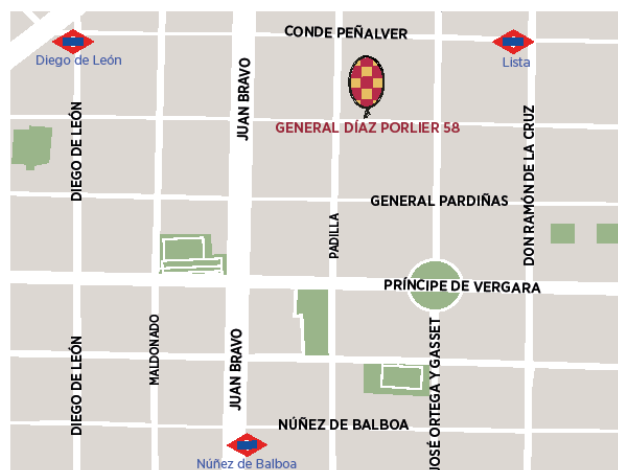 CONDE PEÑALVER
Diego de León
Lista
JUAN BRAVO
GENERAL DÍAZ PORLIER 58
DIEGO DE LEÓN
DON RAMÓN DE LA CRUZ
GENERAL PARDIÑAS
PADILLA
PRÍNCIPE DE VERGARA
MALDONADO
DIEGO DE LEÓN
JUAN BRAVO
JOSÉ ORTEGA Y GASSET
NÚÑEZ DE BALBOA
Núñez de Balboa